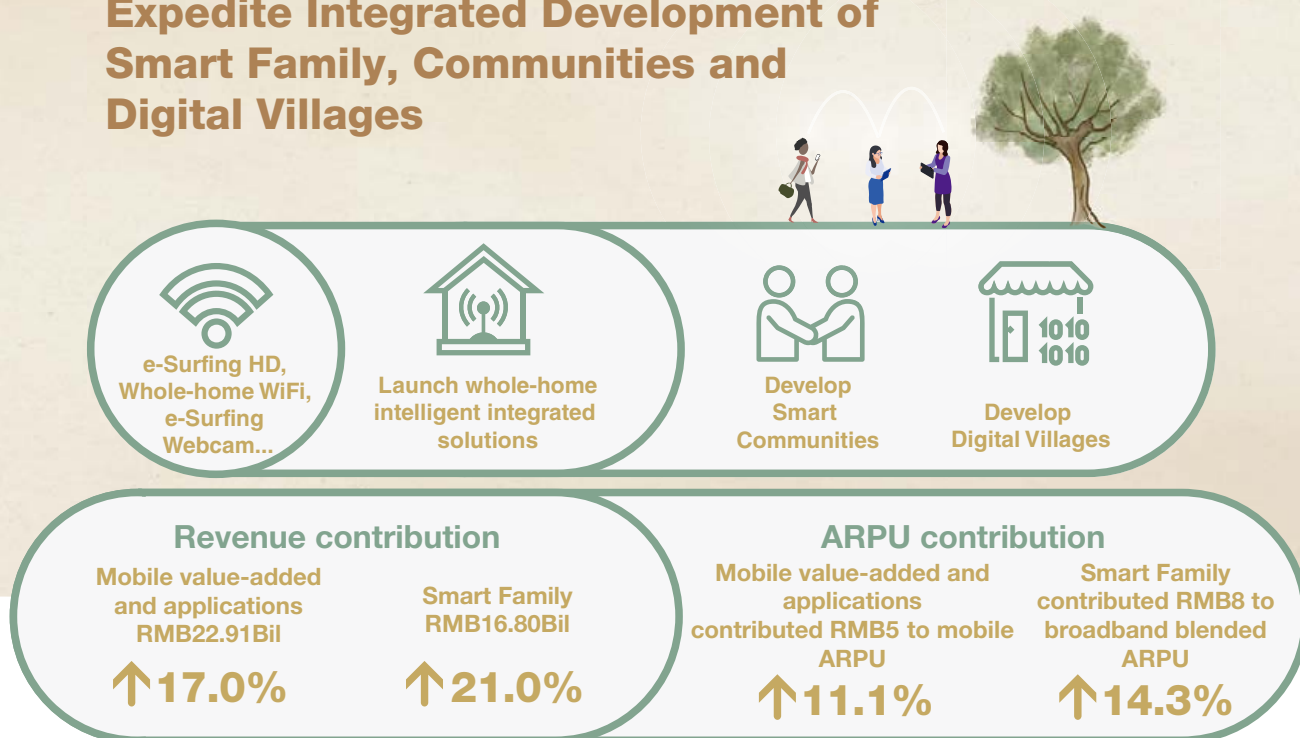 Expedite Integrated Development of
Smart Family, Communities and
Digital Villages
e-Surfing HD,
Whole-home WiFi,
e-Surfing
Webcam...
Launch whole-home
intelligent integrated
solutions
Develop
Smart
Communities
Develop
Digital Villages
1010
1010
Revenue contribution
Mobile value-added
and applications
RMB22.91Bil
17.0%
Smart Family
RMB16.80Bil
21.0%
ARPU contribution
Mobile value-added and
applications
contributed RMB5 to mobile
ARPU
11.1%
Smart Family
contributed RMB8 to
broadband blended
ARPU
14.3%